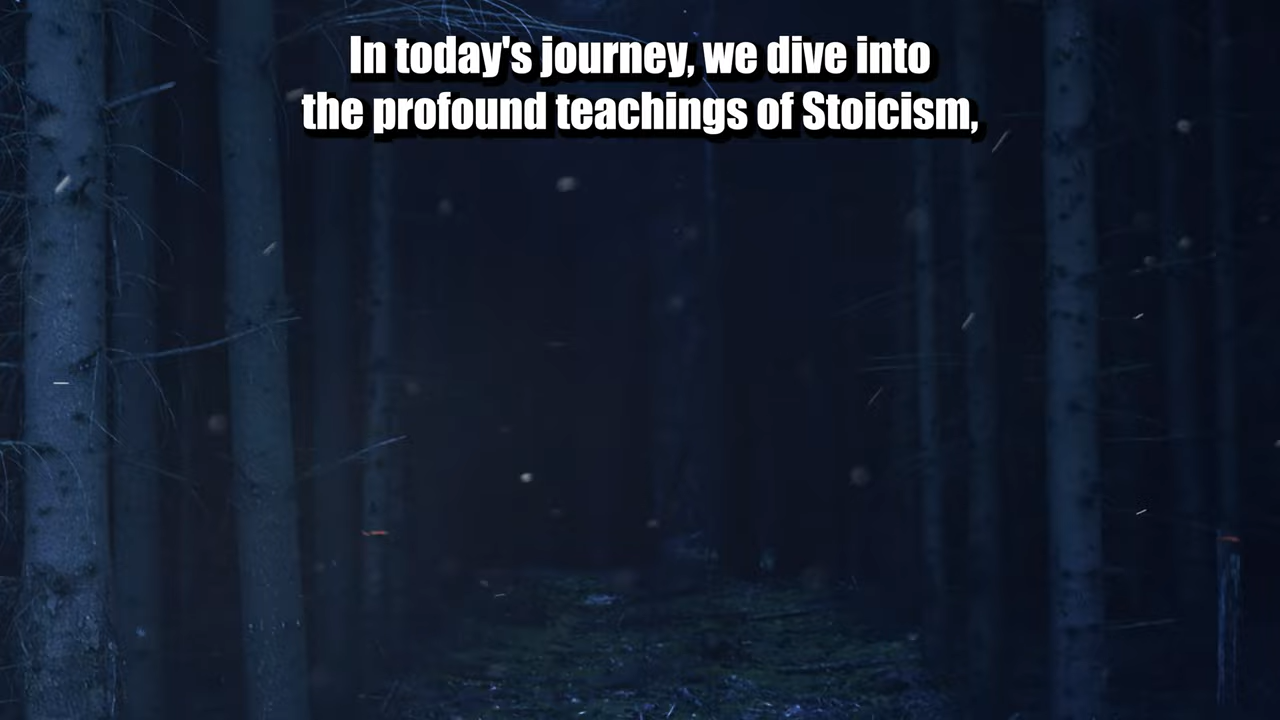 In today's journey, we dive into
the profound teachings of Stoicism,